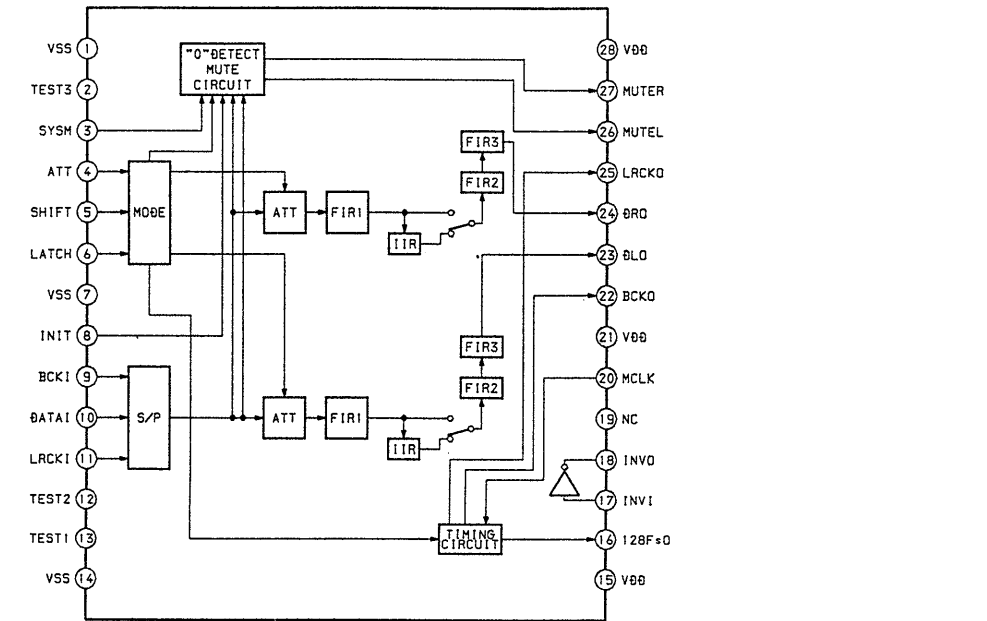 VSS 1
TEST3 2
SYSM 3
ATT 4
SHIFT 5
LATCH 6
VSS 7
INIT 8
BCKI 9
DATAI 10
LRCKI 11
TEST2 12
TEST1 13
VSS 14
"0"DETECT
MUTE
CIRCUIT
MODE
S/P
ATT
FIR1
IIR
FIR2
FIR3
ATT
FIR1
IIR
FIR2
FIR3
TIMING
CIRCUIT
28 VDD
27 MUTER
26 MUTEL
25 LRCKO
24 DRO
23 DLO
22 BCKO
21 VDD
20 MCLK
19 NC
18 INVO
17 INVI
16 128FsO
15 VDD